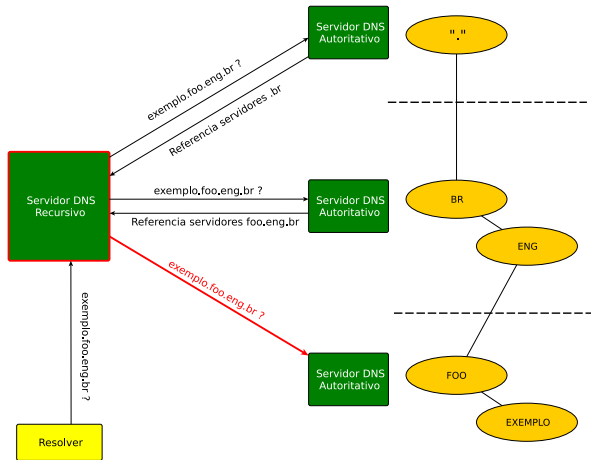 Servidor DNS
Autoritativo
"."
exemplo.foo.eng.br ?
Referencia servidores .br
Servidor DNS
Recursivo
exemplo.foo.eng.br ?
Referencia servidores foo.eng.br
Servidor DNS
Autoritativo
BR
ENG
exemplo.foo.eng.br ?
exemplo.foo.eng.br ?
Servidor DNS
Autoritativo
FOO
EXEMPLO
Resolver